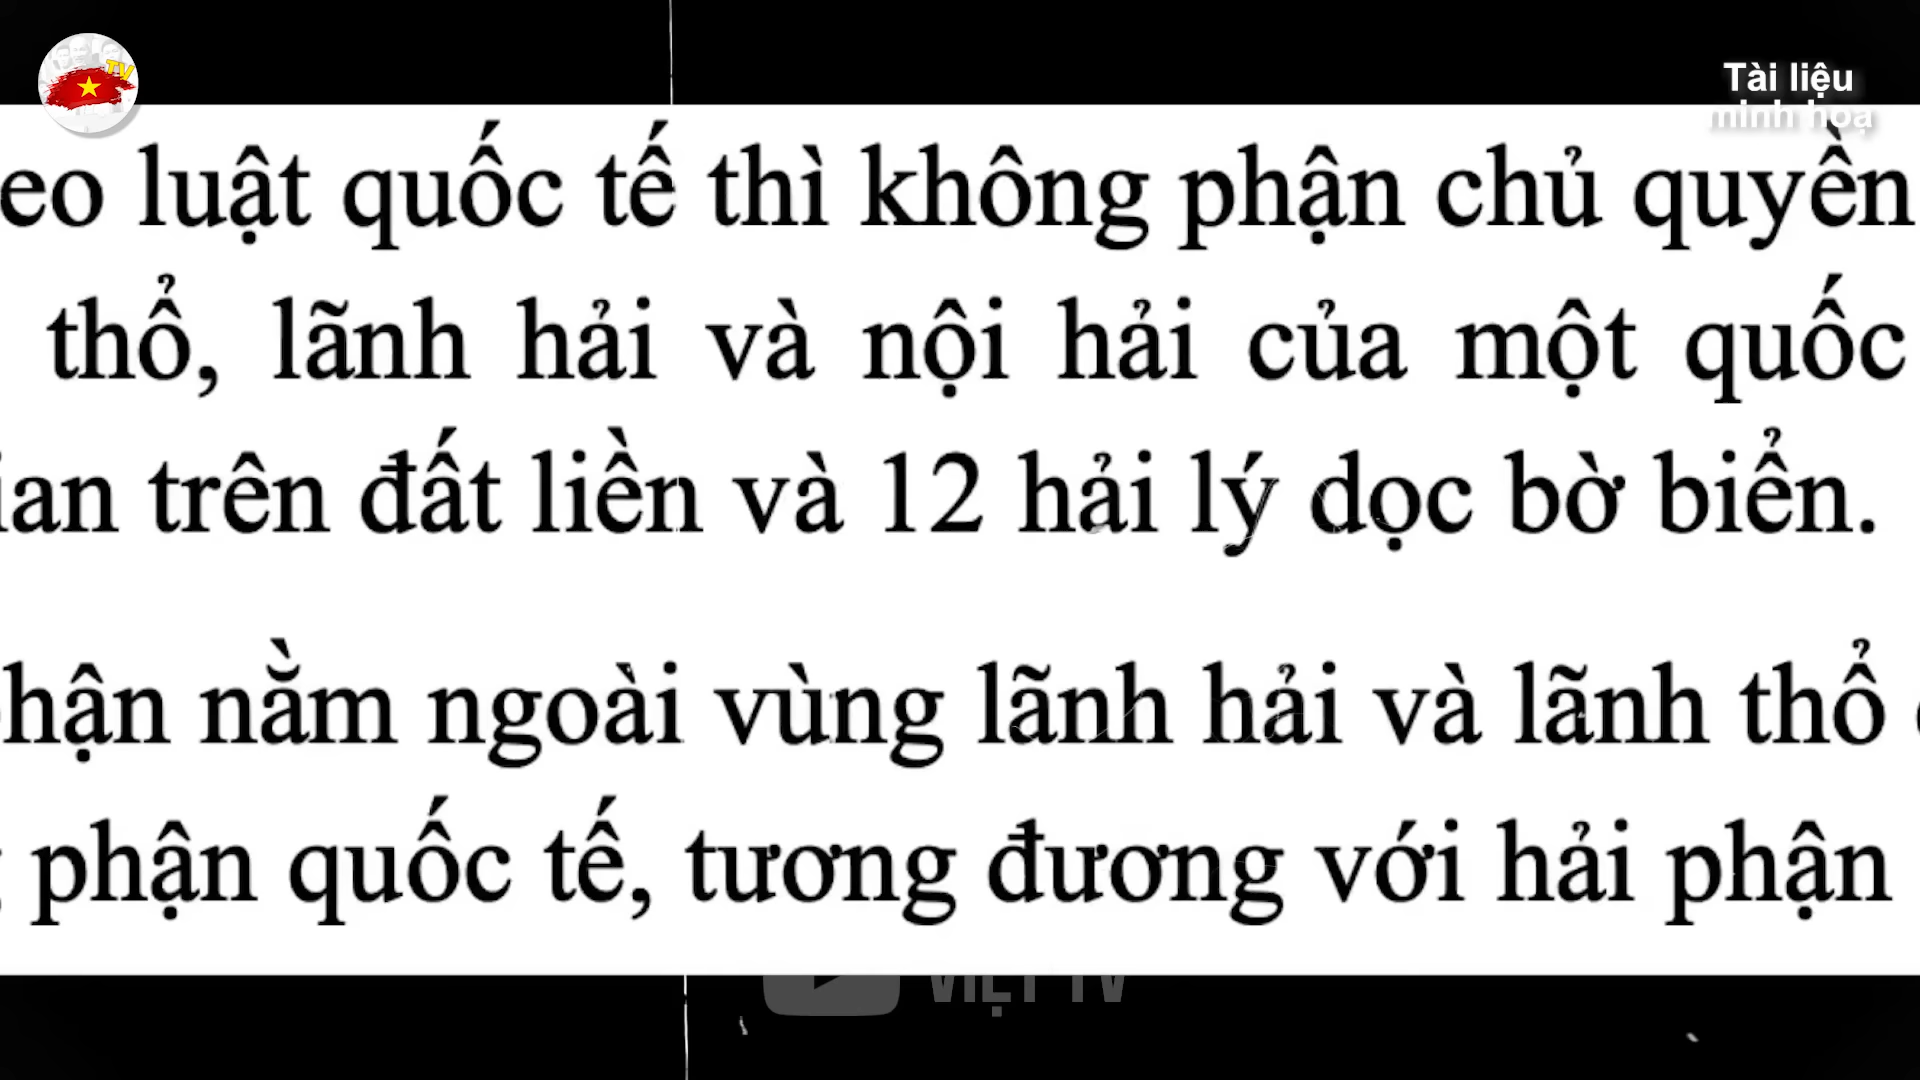 TV
Tài liệu
minh hoạ
eo luật quốc tế thì không phận chủ quyền
thổ, lãnh hải và nội hải của một quốc
ian trên đất liền và 12 hải lý dọc bờ biển.
hận nằm ngoài vùng lãnh hải và lãnh thổ
phận quốc tế, tương đương với hải phận
VIỆT TV